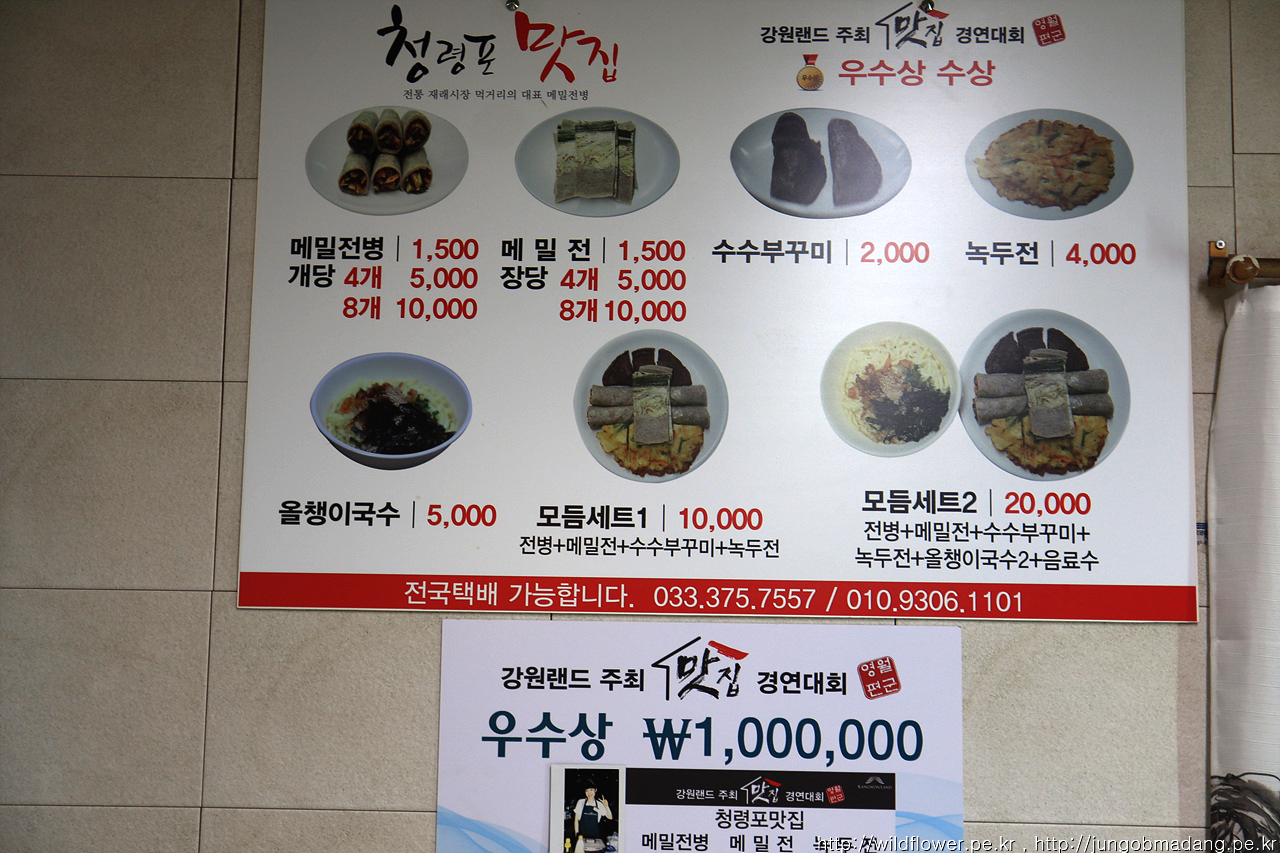 청령포 맛집
전통 재래시장 먹거리의 대표 메밀전병
강원랜드 주최 맛집 경연대회 영월군편
우수상 수상
메밀전병 | 1,500
개당 4개 5,000
8개 10,000
메 밀 전 | 1,500
장당 4개 5,000
8개 10,000
수수부꾸미 | 2,000
녹두전 | 4,000
올챙이국수 | 5,000
모듬세트1 | 10,000
전병+메밀전+수수부꾸미+녹두전
모듬세트2 | 20,000
전병+메밀전+수수부꾸미+
녹두전+올챙이국수2+음료수
전국택배 가능합니다. 033.375.7557 / 010.9306.1101
강원랜드 주최 맛집 경연대회 영월군편
우수상 ₩1,000,000
강원랜드 주최 맛집 경연대회
청령포맛집
메밀전병 메 밀 전 녹두전
http://wildflower.pe.kr , http://jungobmadang.pe.kr